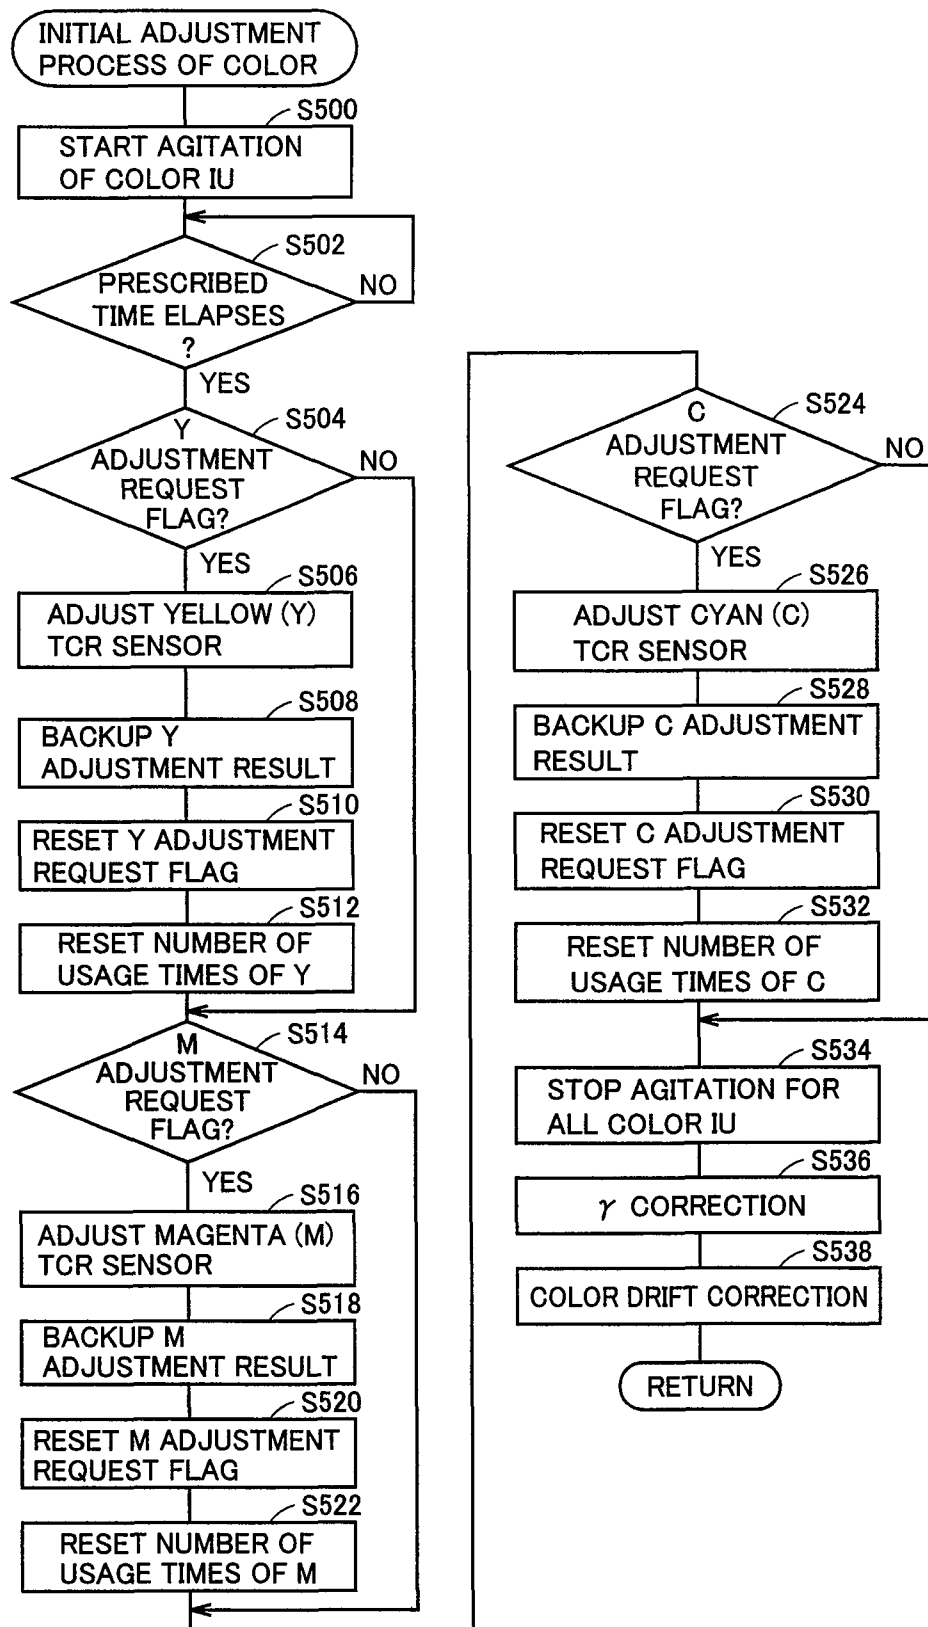 INITIAL ADJUSTMENT
PROCESS OF COLOR
S500
START AGITATION
OF COLOR IU
S502
PRESCRIBED
TIME ELAPSES
?
NO
YES
S504
Y
ADJUSTMENT
REQUEST
FLAG?
NO
YES
S506
ADJUST YELLOW (Y)
TCR SENSOR
S508
BACKUP Y
ADJUSTMENT RESULT
S510
RESET Y ADJUSTMENT
REQUEST FLAG
S512
RESET NUMBER OF
USAGE TIMES OF Y
S514
M
ADJUSTMENT
REQUEST
FLAG?
NO
YES
S516
ADJUST MAGENTA (M)
TCR SENSOR
S518
BACKUP M
ADJUSTMENT RESULT
S520
RESET M ADJUSTMENT
REQUEST FLAG
S522
RESET NUMBER OF
USAGE TIMES OF M
S524
C
ADJUSTMENT
REQUEST
FLAG?
NO
YES
S526
ADJUST CYAN (C)
TCR SENSOR
S528
BACKUP C ADJUSTMENT
RESULT
S530
RESET C ADJUSTMENT
REQUEST FLAG
S532
RESET NUMBER OF
USAGE TIMES OF C
S534
STOP AGITATION FOR
ALL COLOR IU
S536
γ CORRECTION
S538
COLOR DRIFT CORRECTION
RETURN